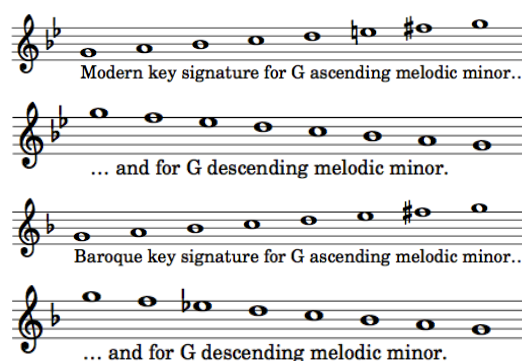 Modern key signature for G ascending melodic minor…
… and for G descending melodic minor.
Baroque key signature for G ascending melodic minor…
… and for G descending melodic minor.